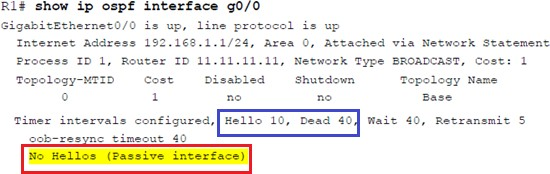 R1# show ip ospf interface g0/0
GigabitEthernet0/0 is up, line protocol is up
Internet Address 192.168.1.1/24, Area 0, Attached via Network Statement
Process ID 1, Router ID 11.11.11.11, Network Type BROADCAST, Cost: 1
Topology-MTID Cost Disabled Shutdown Topology Name
0 1 no no Base
Timer intervals configured, Hello 10, Dead 40, Wait 40, Retransmit 5
oob-resync timeout 40
No Hellos (Passive interface)